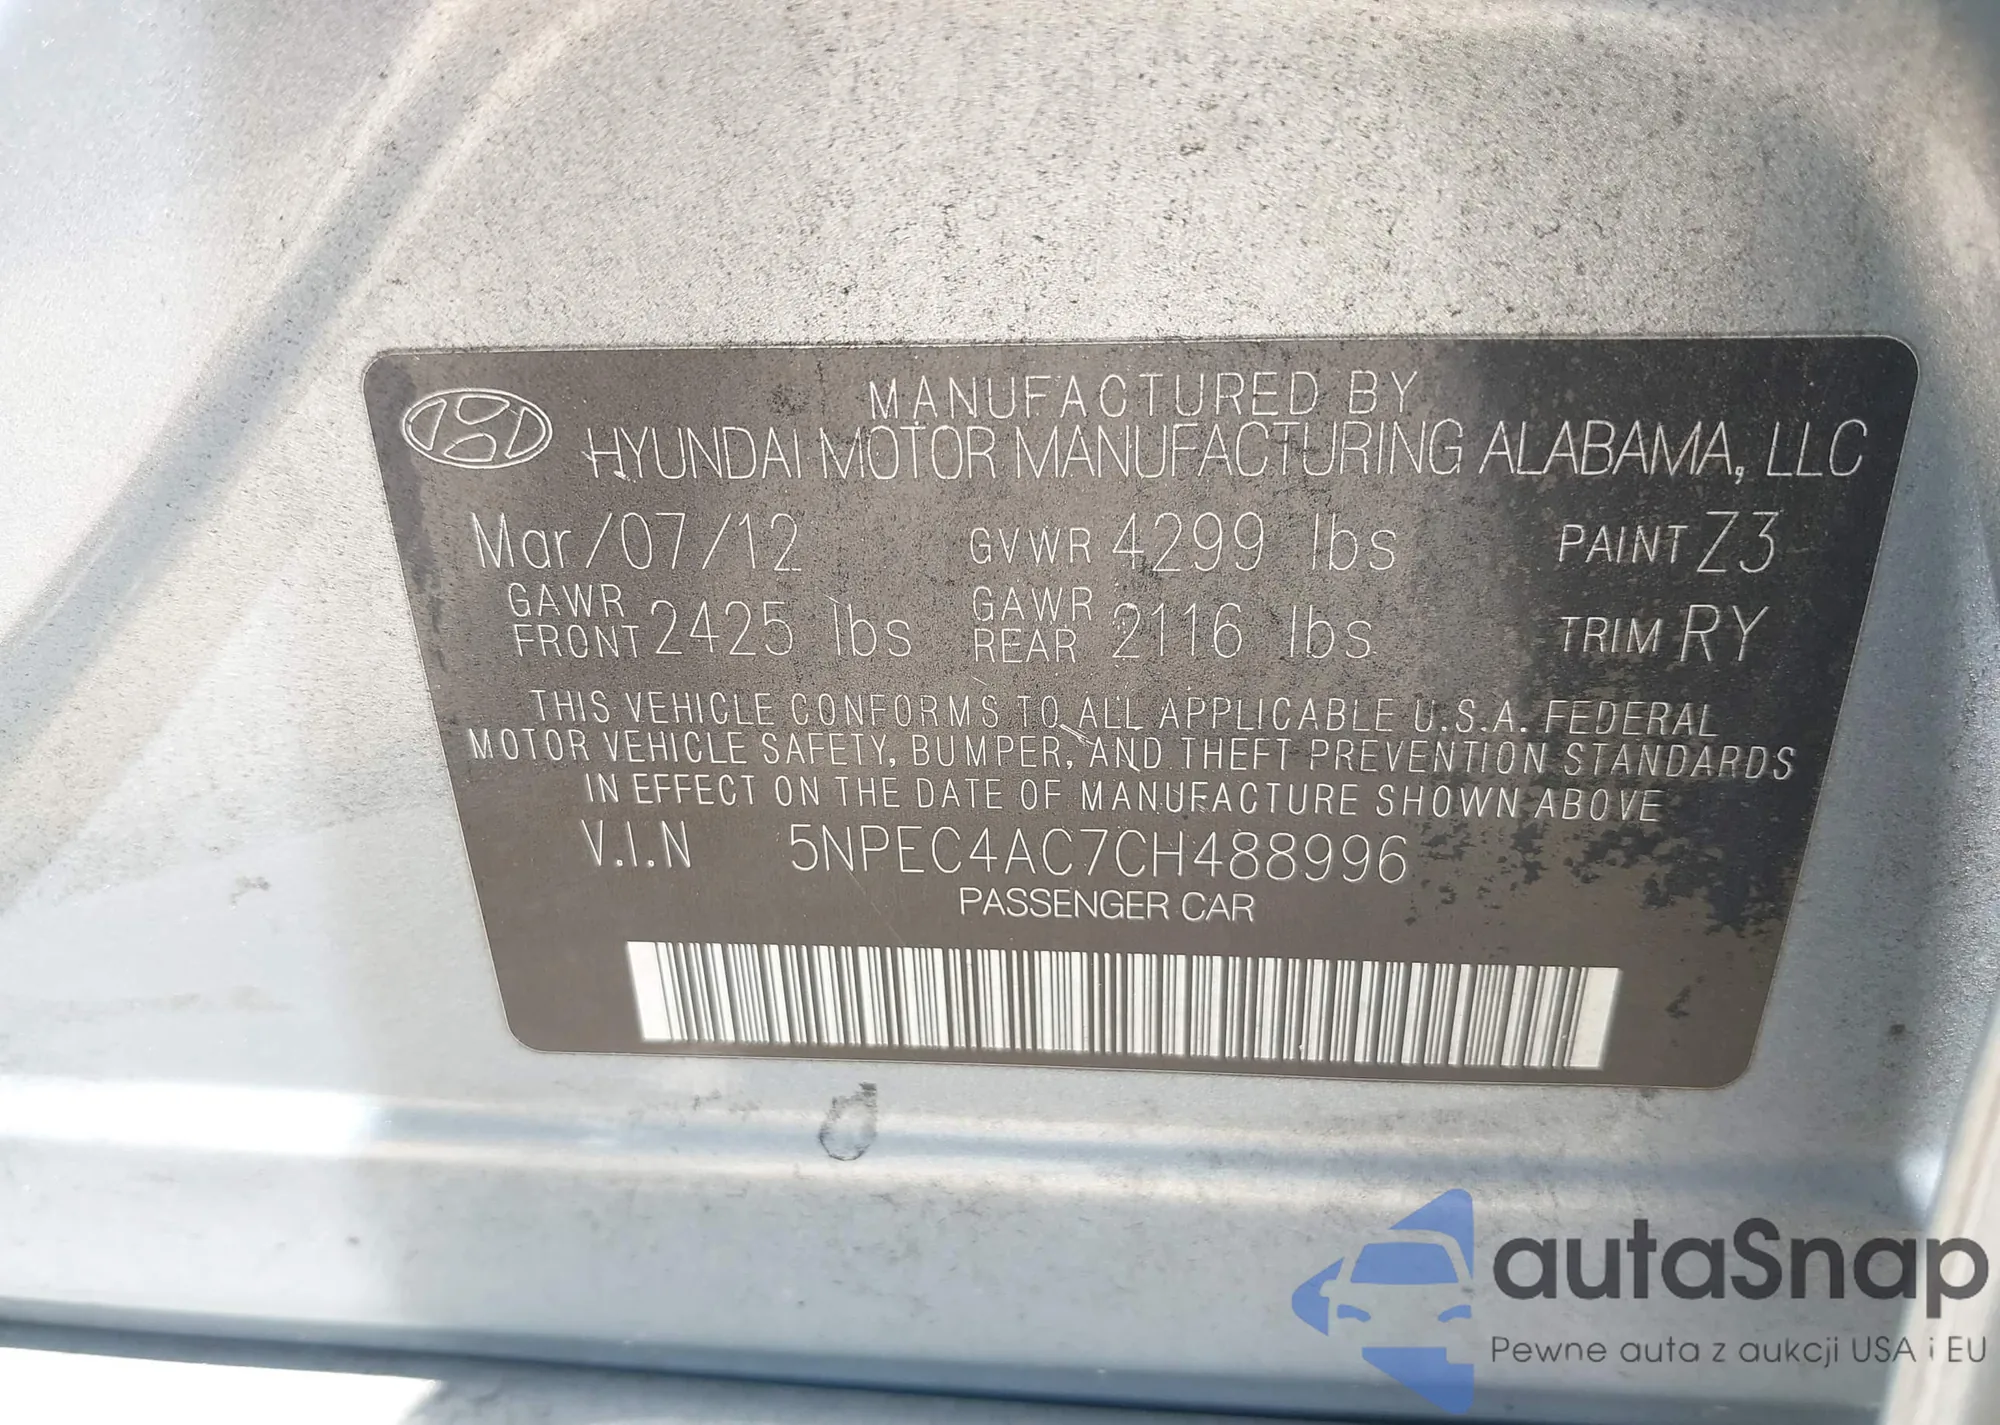 MANUFACTURED BY
HYUNDAI MOTOR MANUFACTURING ALABAMA, LLC
Mar/07/12 GVWR 4299 lbs PAINT Z3
GAWR FRONT 2425 lbs GAWR REAR 2116 lbs TRIM RY
THIS VEHICLE CONFORMS TO ALL APPLICABLE U.S.A. FEDERAL
MOTOR VEHICLE SAFETY, BUMPER, AND THEFT PREVENTION STANDARDS
IN EFFECT ON THE DATE OF MANUFACTURE SHOWN ABOVE
V.I.N 5NPEC4AC7CH488996
PASSENGER CAR
autaSnap
Pewne auta z aukcji USA i EU